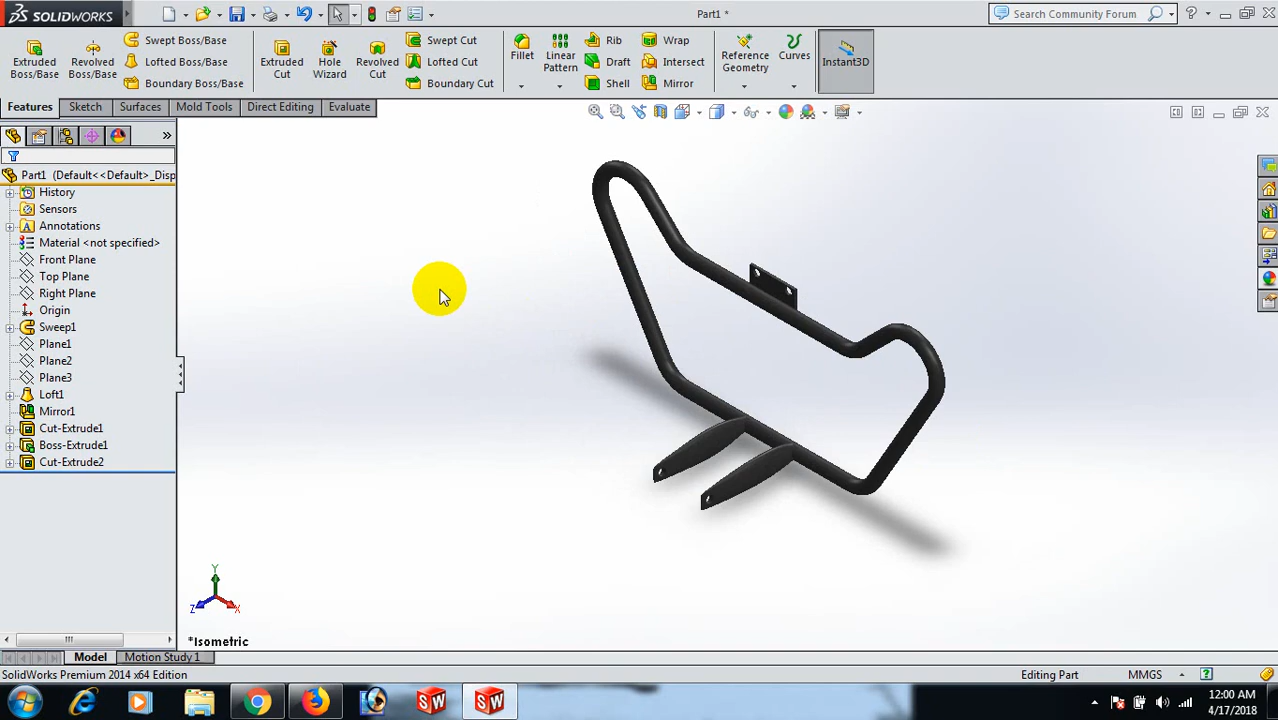 SOLIDWORKS
Part1 *
Search Community Forum
?
Extruded Boss/Base
Revolved Boss/Base
Swept Boss/Base
Lofted Boss/Base
Boundary Boss/Base
Extruded Cut
Hole Wizard
Revolved Cut
Swept Cut
Lofted Cut
Boundary Cut
Fillet
Linear Pattern
Rib
Draft
Shell
Wrap
Intersect
Mirror
Reference Geometry
Curves
Instant3D
Features
Sketch
Surfaces
Mold Tools
Direct Editing
Evaluate
Part1 (Default<<Default>_Disp
History
Sensors
Annotations
Material <not specified>
Front Plane
Top Plane
Right Plane
Origin
Sweep1
Plane1
Plane2
Plane3
Loft1
Mirror1
Cut-Extrude1
Boss-Extrude1
Cut-Extrude2
Y
Z
X
*Isometric
Model
Motion Study 1
SolidWorks Premium 2014 x64 Edition
Editing Part
MMGS
?
SW
SW
12:00 AM
4/17/2018